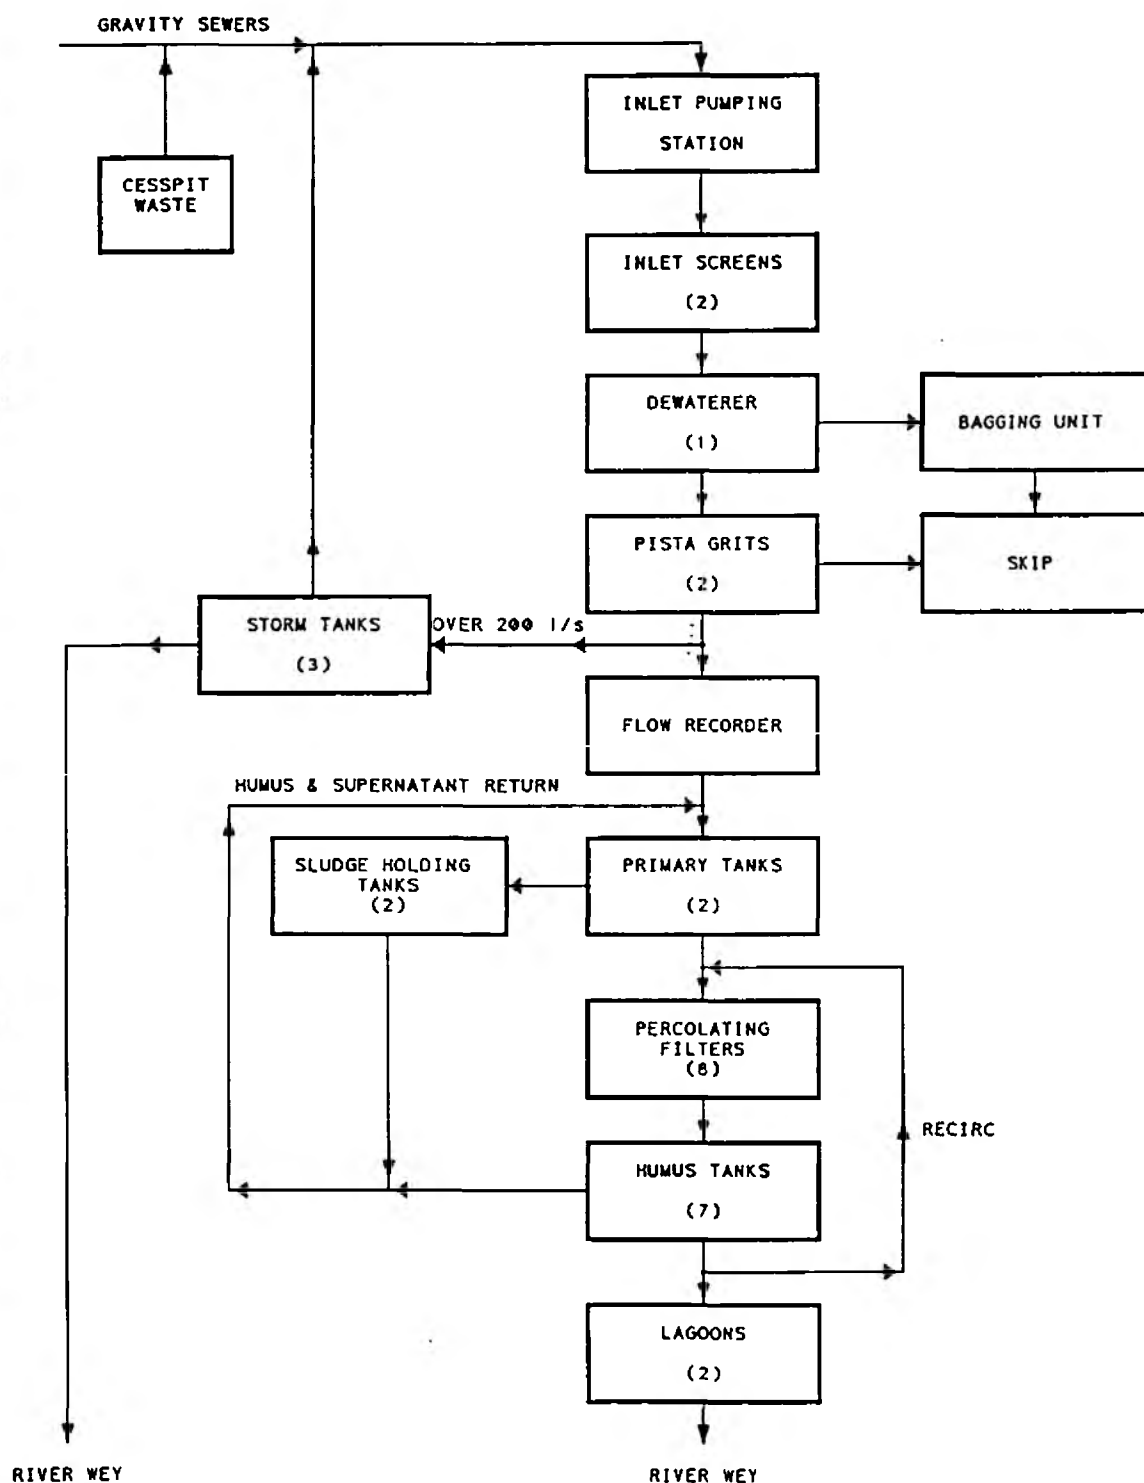 GRAVITY SEWERS
INLET PUMPING
STATION
CESSPIT
WASTE
INLET SCREENS
(2)
DEWATERER
(1)
BAGGING UNIT
PISTA GRITS
(2)
SKIP
STORM TANKS
(3)
OVER 200 l/s
FLOW RECORDER
HUMUS & SUPERNATANT RETURN
SLUDGE HOLDING
TANKS
(2)
PRIMARY TANKS
(2)
PERCOLATING
FILTERS
(8)
RECIRC
HUMUS TANKS
(7)
LAGOONS
(2)
RIVER WEY
RIVER WEY